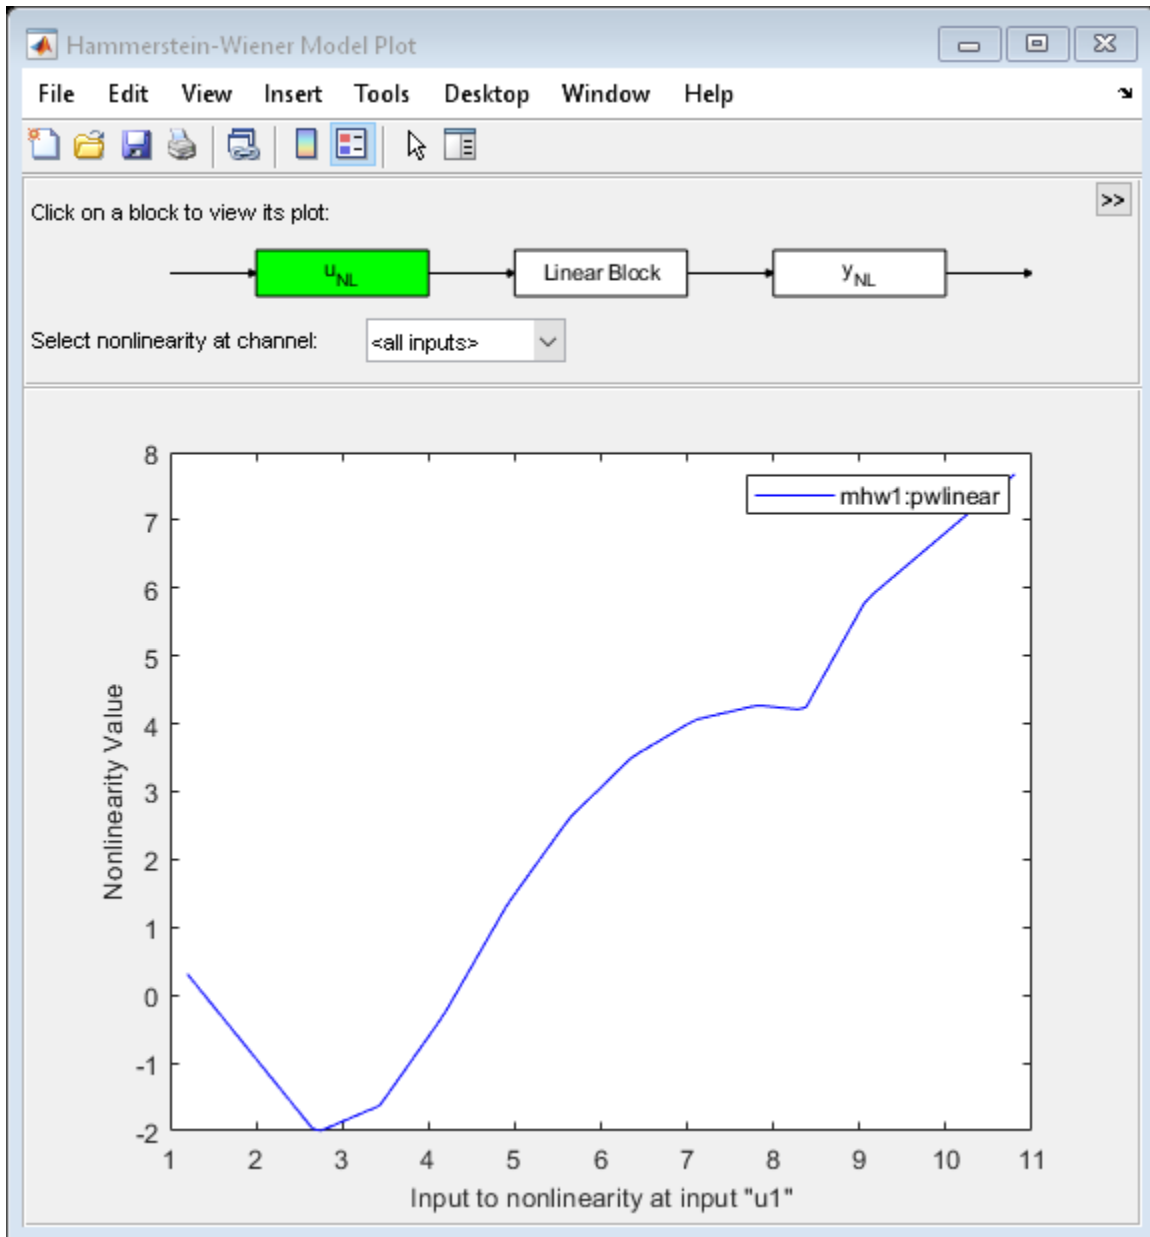 Hammerstein-Wiener Model Plot
File Edit View Insert Tools Desktop Window Help
Click on a block to view its plot:
>>
uNL Linear Block yNL
Select nonlinearity at channel: <all inputs>
8
7
6
5
4
3
2
1
0
-1
-2
Nonlinearity Value
mhw1:pwlinear
1 2 3 4 5 6 7 8 9 10 11
Input to nonlinearity at input "u1"